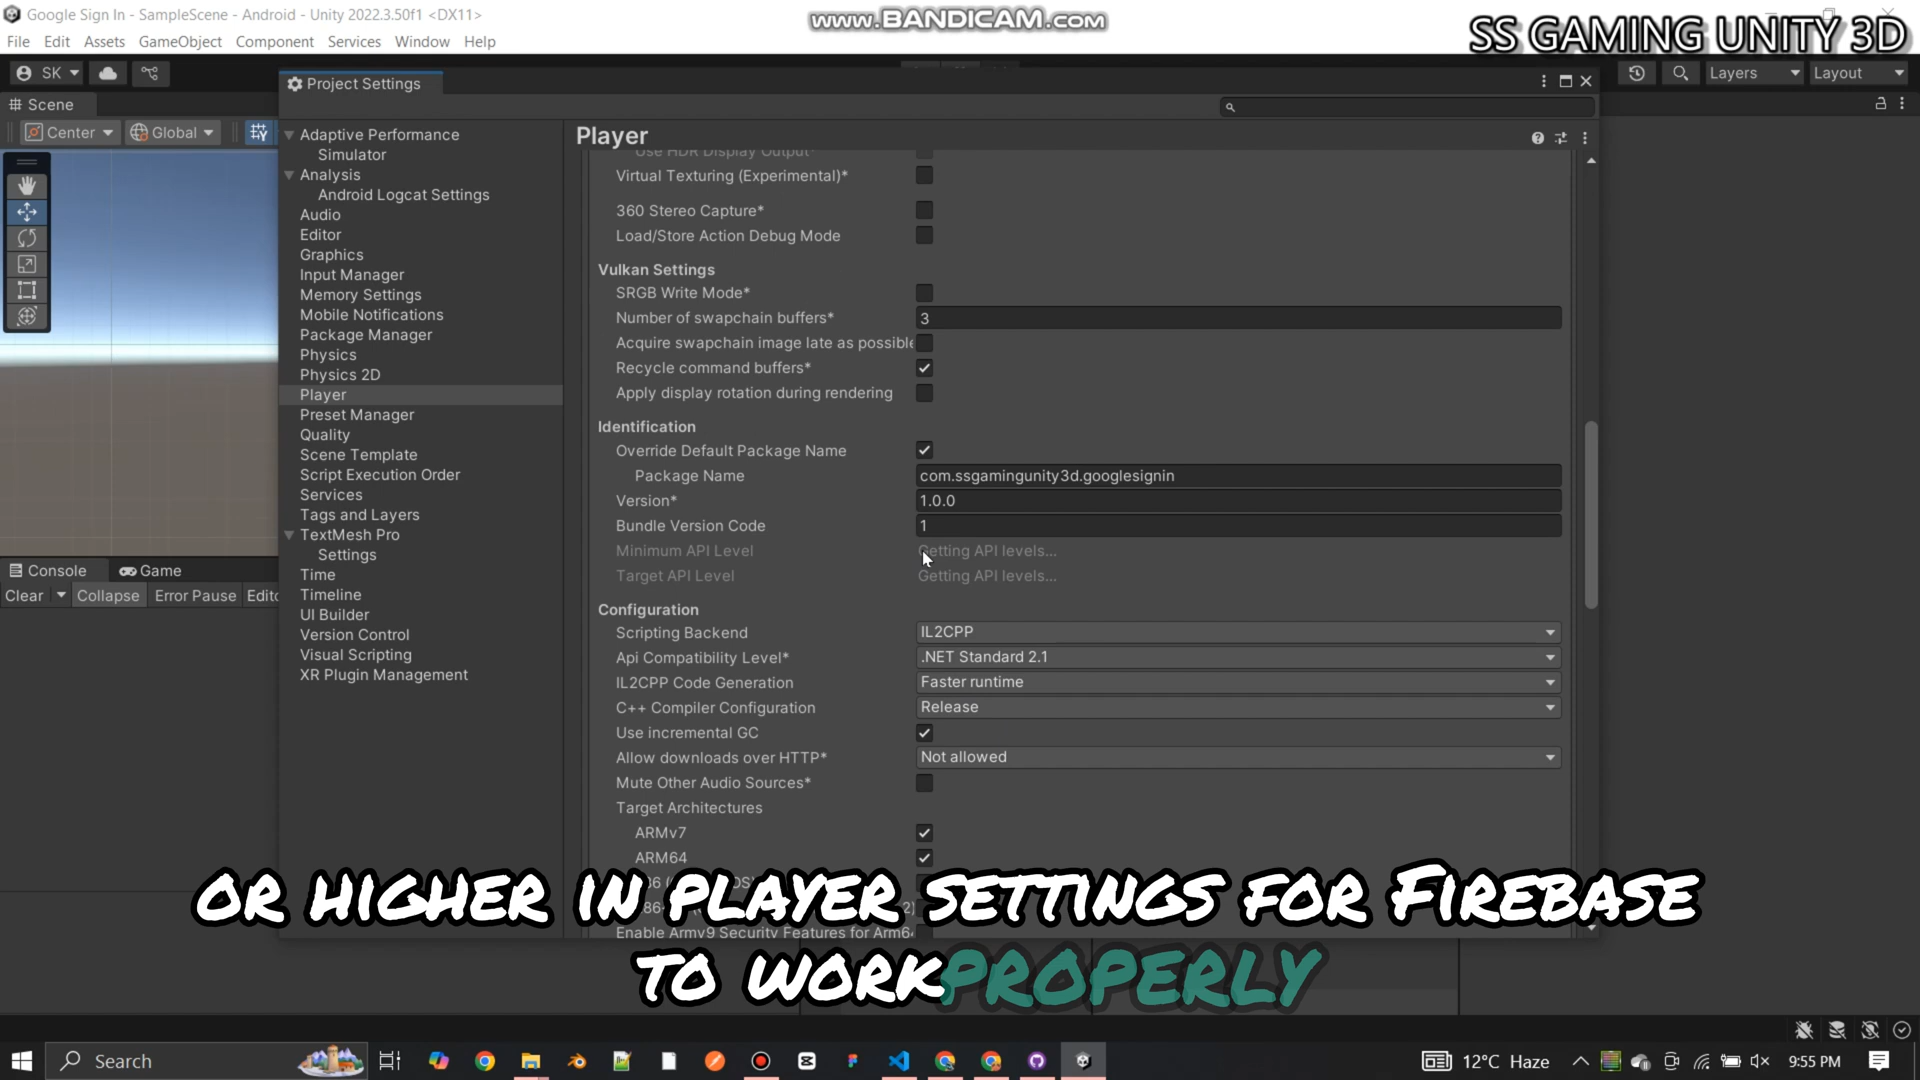 Google Sign In - SampleScene - Android - Unity 2022.3.50f1 <DX11>
www.BANDICAM.com
SS GAMING UNITY 3D
File Edit Assets GameObject Component Services Window Help
SK
Layers
Layout
Project Settings
Scene
Center
Global
Adaptive Performance
Simulator
Analysis
Android Logcat Settings
Audio
Editor
Graphics
Input Manager
Memory Settings
Mobile Notifications
Package Manager
Physics
Physics 2D
Player
Preset Manager
Quality
Scene Template
Script Execution Order
Services
Tags and Layers
TextMesh Pro
Settings
Time
Timeline
UI Builder
Version Control
Visual Scripting
XR Plugin Management
Player
Use HDR Display Output*
Virtual Texturing (Experimental)*
360 Stereo Capture*
Load/Store Action Debug Mode
Vulkan Settings
SRGB Write Mode*
Number of swapchain buffers* 3
Acquire swapchain image late as possible
Recycle command buffers*
Apply display rotation during rendering
Identification
Override Default Package Name
Package Name com.ssgamingunity3d.googlesignin
Version* 1.0.0
Bundle Version Code 1
Minimum API Level Getting API levels...
Target API Level Getting API levels...
Configuration
Scripting Backend IL2CPP
Api Compatibility Level* .NET Standard 2.1
IL2CPP Code Generation Faster runtime
C++ Compiler Configuration Release
Use incremental GC
Allow downloads over HTTP* Not allowed
Mute Other Audio Sources*
Target Architectures
ARMv7
ARM64
Enable Armv9 Security Features for Arm64
Console Game
Clear Collapse Error Pause Edito
OR HIGHER IN PLAYER SETTINGS FOR FIREBASE
TO WORK PROPERLY
Search
12°C Haze
9:55 PM